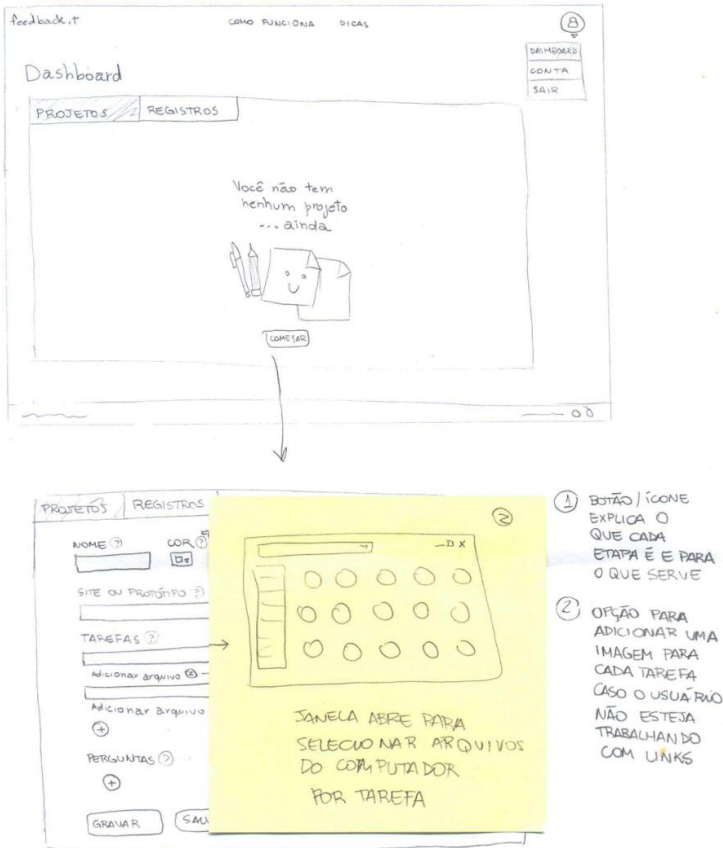 feedback.it
COMO FUNCIONA DICAS
DASHBOARD
CONTA
SAIR
Dashboard
PROJETOS REGISTROS
Você não tem
nenhum projeto
... ainda
COMEÇAR
PROJETOS REGISTROS
NOME ? COR ?
SITE OU PROTÓTIPO ?
TAREFAS ?
Adicionar arquivo 2
Adicionar arquivo
+
PERGUNTAS ?
+
GRAVAR SAL
2
JANELA ABRE PARA
SELECIONAR ARQUIVOS
DO COMPUTADOR
POR TAREFA
1 BOTÃO/ÍCONE
EXPLICA O
QUE CADA
ETAPA É E PARA
O QUE SERVE
2 OPÇÃO PARA
ADICIONAR UMA
IMAGEM PARA
CADA TAREFA
CASO O USUÁRIO
NÃO ESTEJA
TRABALHANDO
COM LINKS